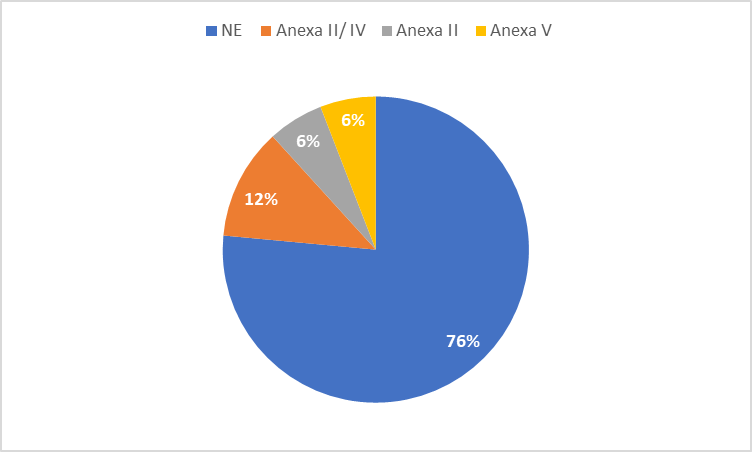 NE Anexa II/ IV Anexa II Anexa V
6%
6%
12%
76%